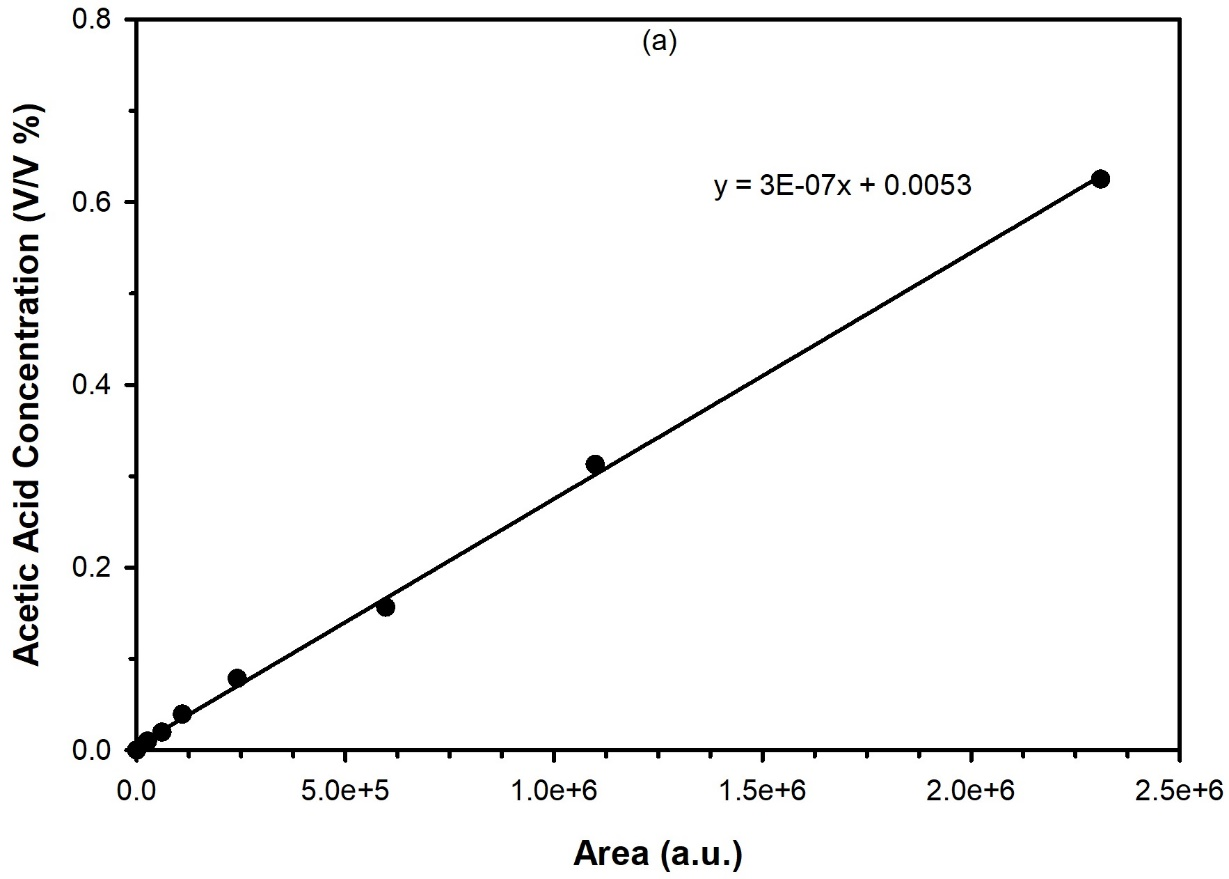 (a)
y = 3E-07x + 0.0053
Acetic Acid Concentration (V/V %)
0.8
0.6
0.4
0.2
0.0
0.0 5.0e+5 1.0e+6 1.5e+6 2.0e+6 2.5e+6
Area (a.u.)